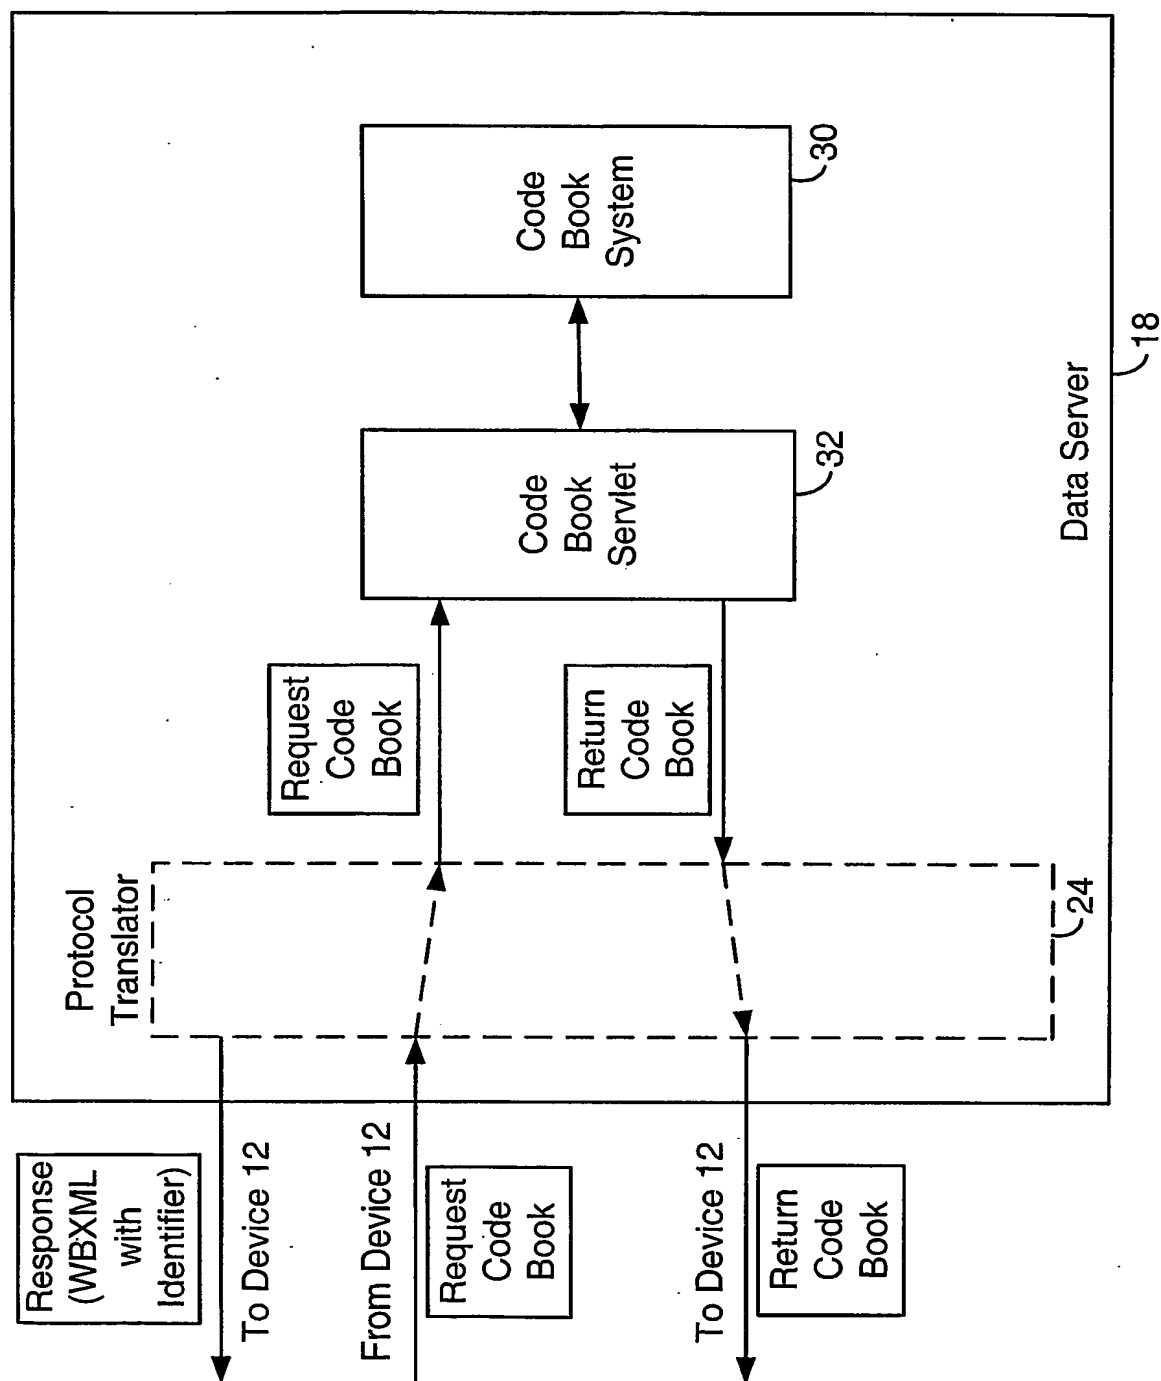 Response
(WBXML
with
Identifier)
To Device 12
From Device 12
Request
Code
Book
To Device 12
Return
Code
Book
Protocol
Translator
24
Request
Code
Book
Return
Code
Book
Code
Book
Servlet
32
Code
Book
System
30
Data Server
18